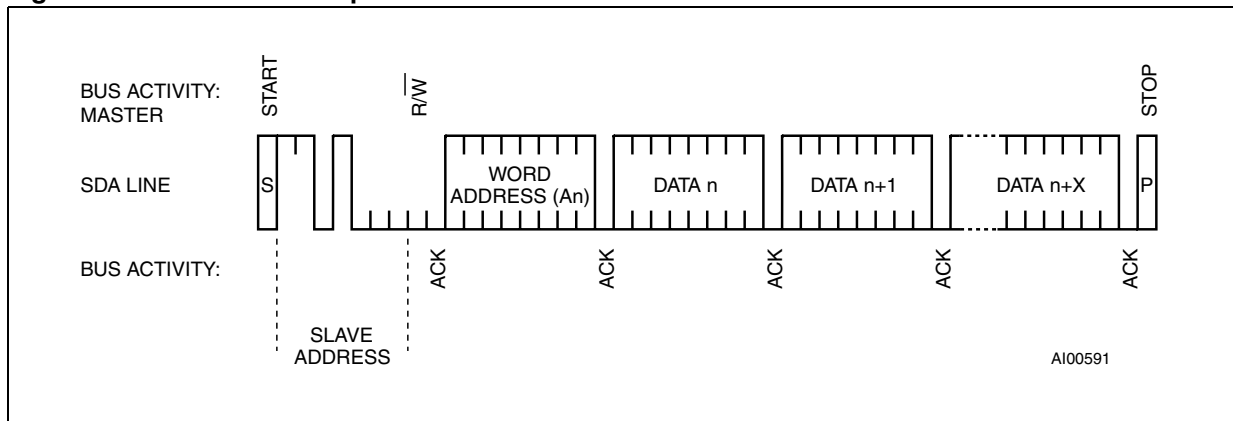 BUS ACTIVITY:
MASTER
START
R/W
STOP
SDA LINE
S
WORD
ADDRESS (An)
DATA n
DATA n+1
DATA n+X
P
BUS ACTIVITY:
ACK
ACK
ACK
ACK
ACK
SLAVE
ADDRESS
AI00591